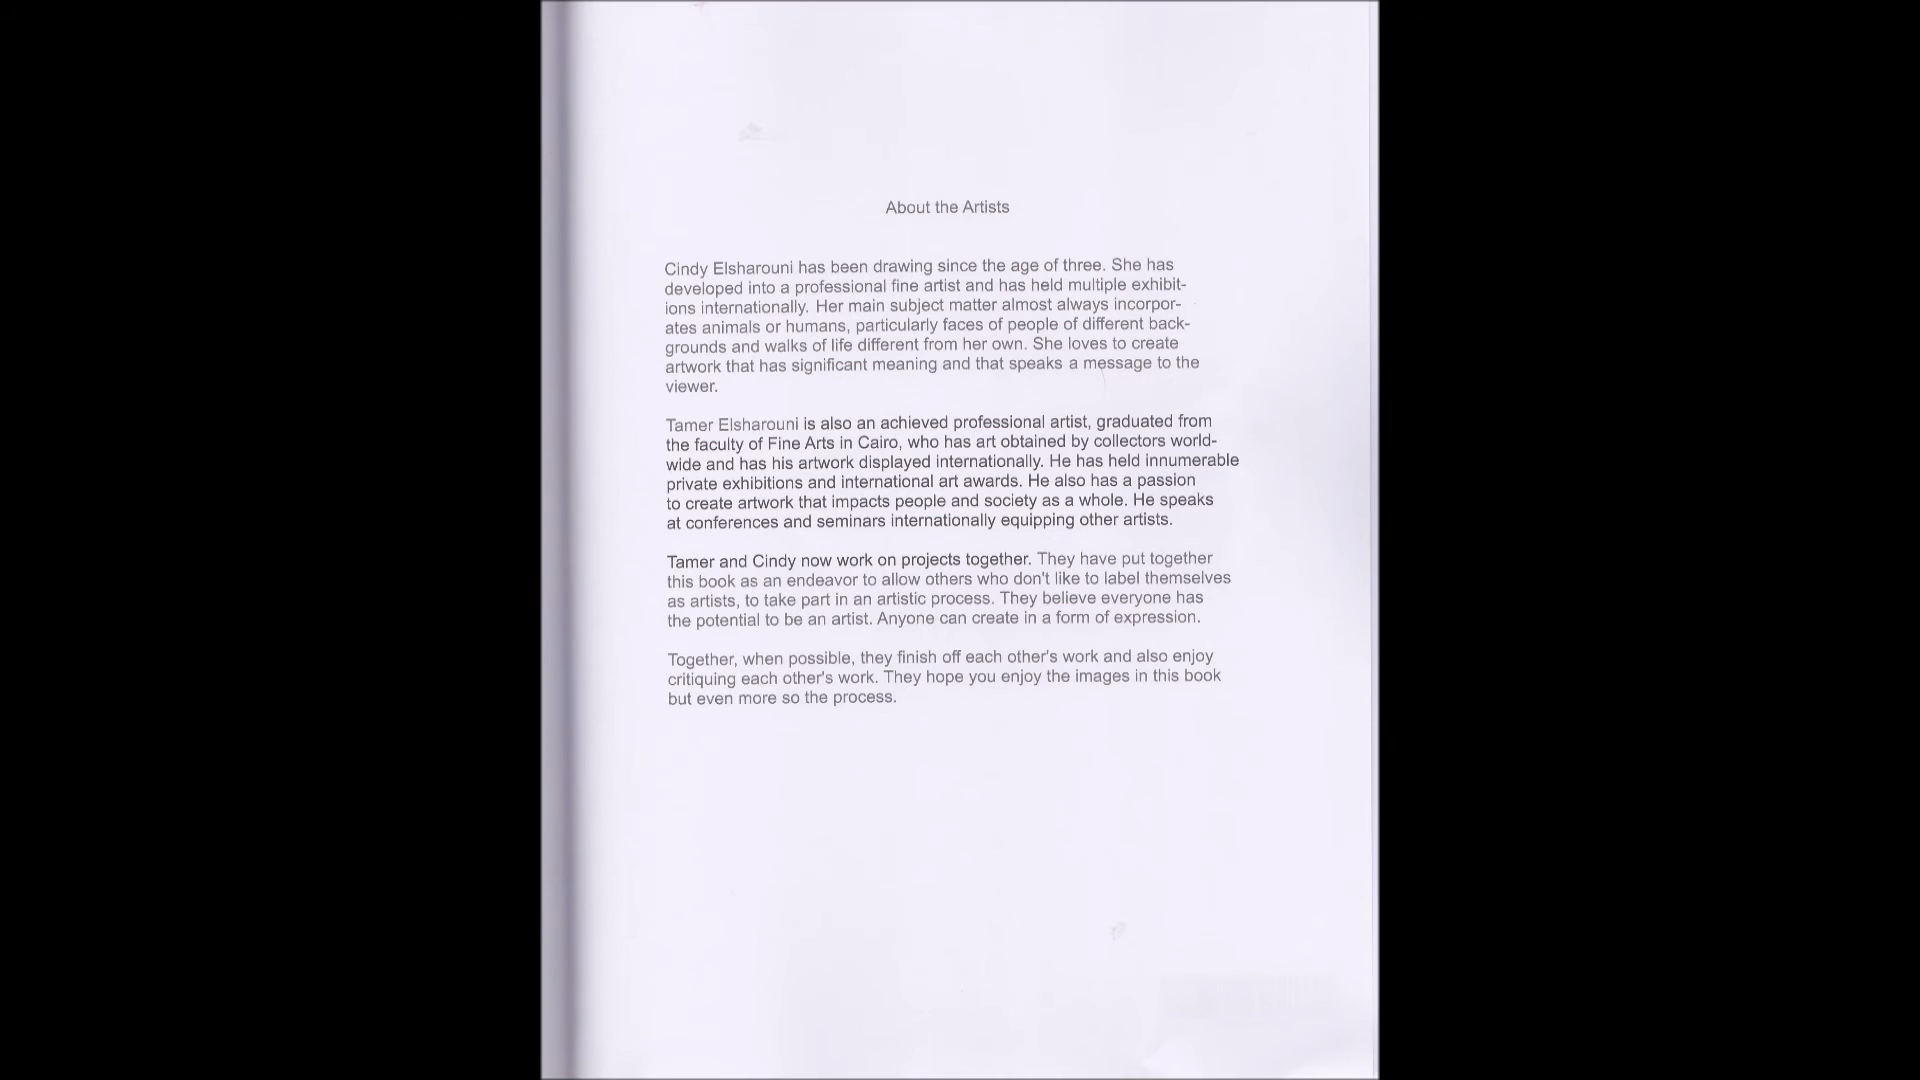 About the Artists
Cindy Elsharouni has been drawing since the age of three. She has
developed into a professional fine artist and has held multiple exhibit-
ions internationally. Her main subject matter almost always incorpor-
ates animals or humans, particularly faces of people of different back-
grounds and walks of life different from her own. She loves to create
artwork that has significant meaning and that speaks a message to the
viewer.
Tamer Elsharouni is also an achieved professional artist, graduated from
the faculty of Fine Arts in Cairo, who has art obtained by collectors world-
wide and has his artwork displayed internationally. He has held innumerable
private exhibitions and international art awards. He also has a passion
to create artwork that impacts people and society as a whole. He speaks
at conferences and seminars internationally equipping other artists.
Tamer and Cindy now work on projects together. They have put together
this book as an endeavor to allow others who don't like to label themselves
as artists, to take part in an artistic process. They believe everyone has
the potential to be an artist. Anyone can create in a form of expression.
Together, when possible, they finish off each other's work and also enjoy
critiquing each other's work. They hope you enjoy the images in this book
but even more so the process.